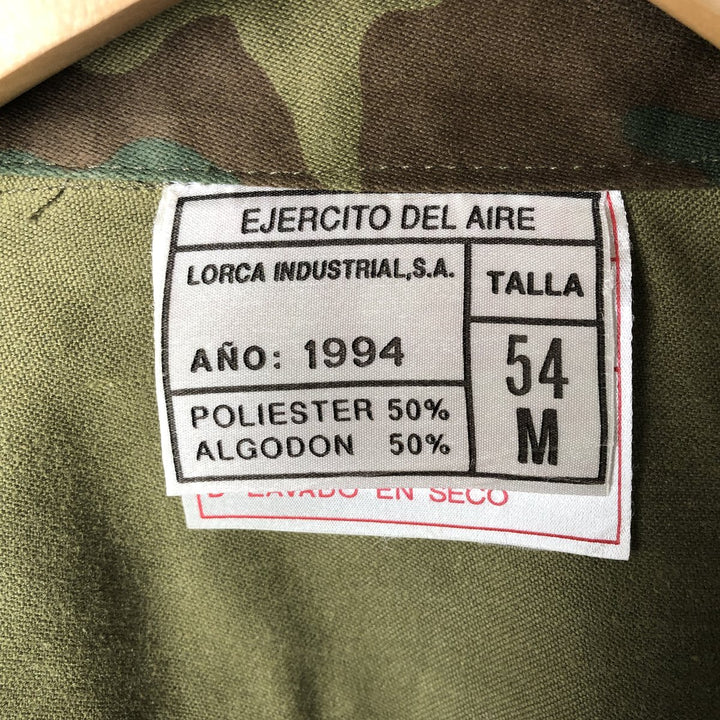 EJERCITO DEL AIRE
LORCA INDUSTRIAL,S.A.
TALLA
AÑO: 1994
54
M
POLIESTER 50%
ALGODON 50%
LAVADO EN SECO